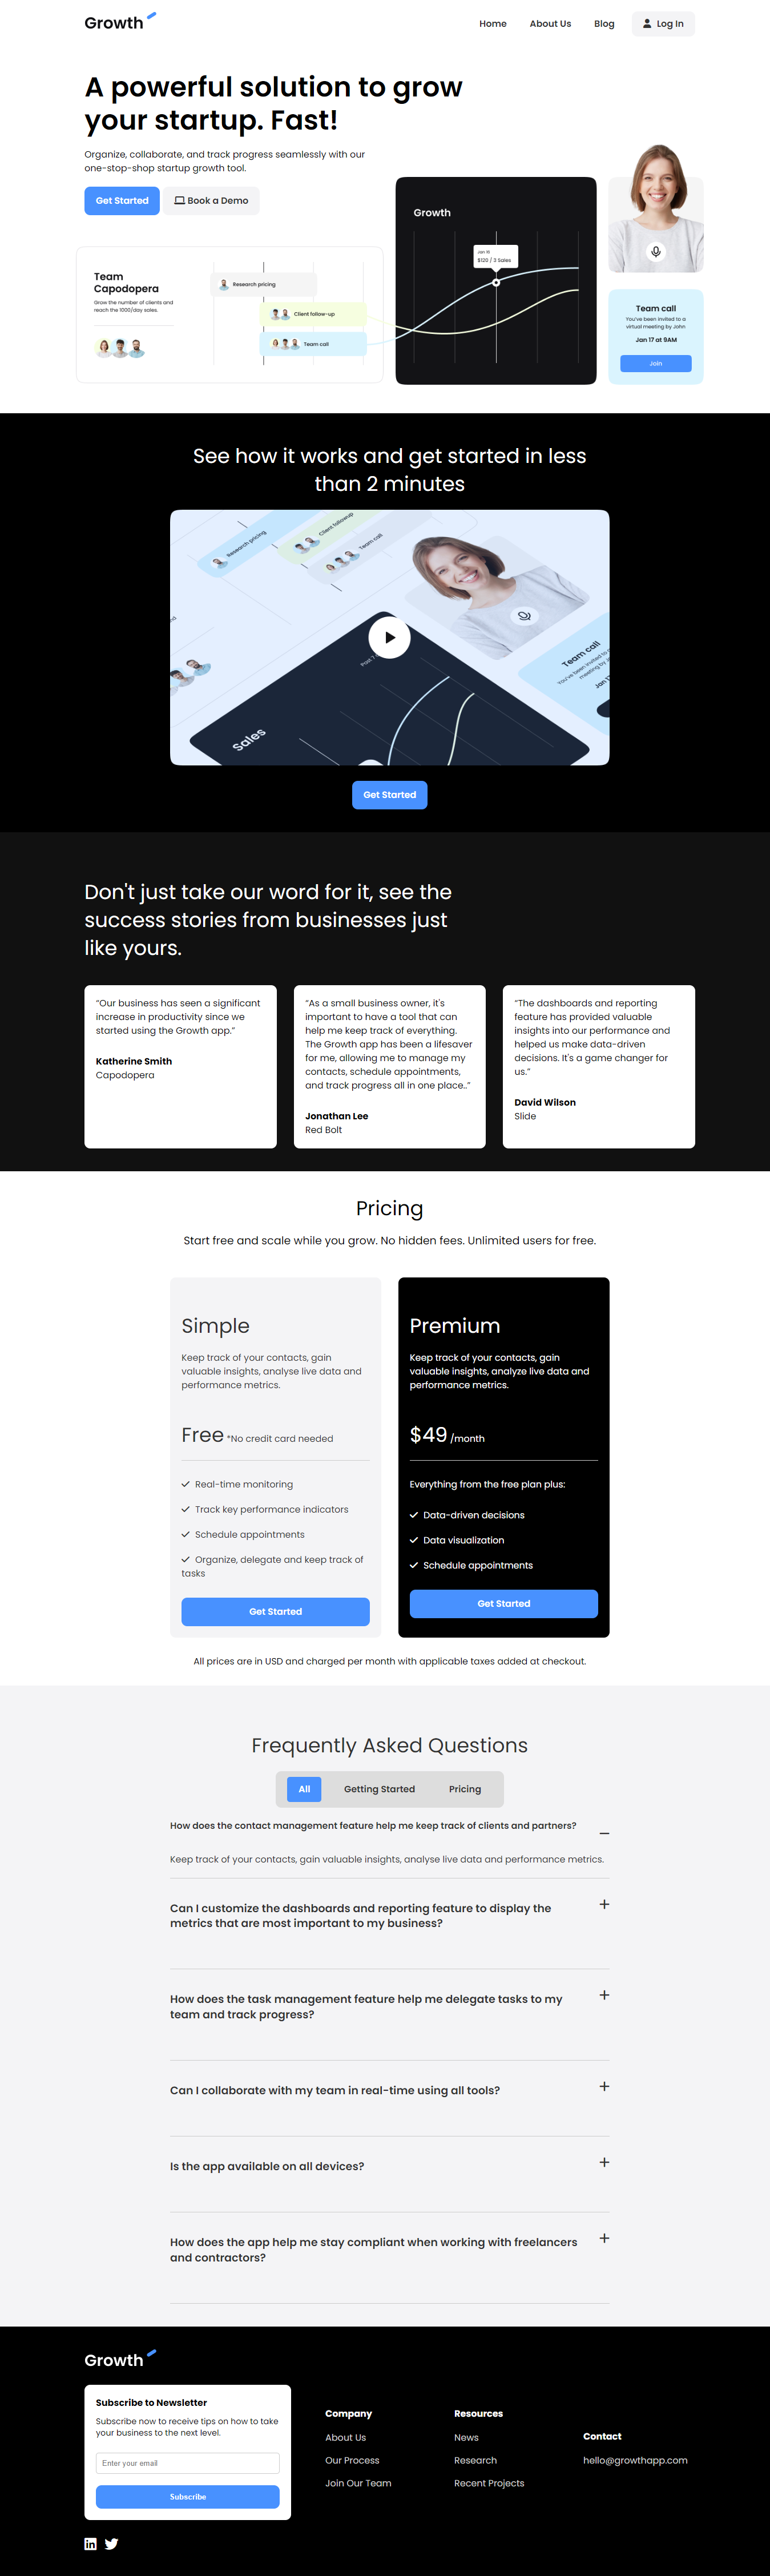 Growth
Home About Us Blog Log In
A powerful solution to grow
your startup. Fast!
Organize, collaborate, and track progress seamlessly with our
one-stop-shop startup growth tool.
Get Started Book a Demo
Team
Capodopera
Grow the number of clients and
reach the 1000/day sales.
Research pricing
Client follow-up
Team call
Growth
Jan 16
$120 / 3 Sales
Team call
You've been invited to a
virtual meeting by John
Jan 17 at 9AM
Join
See how it works and get started in less
than 2 minutes
Research pricing
Client followup
Team call
Team call
You've been invited to
meeting by
Jan
Sales
Get Started
Don't just take our word for it, see the
success stories from businesses just
like yours.
“Our business has seen a significant
increase in productivity since we
started using the Growth app.”
Katherine Smith
Capodopera
“As a small business owner, it's
important to have a tool that can
help me keep track of everything.
The Growth app has been a lifesaver
for me, allowing me to manage my
contacts, schedule appointments,
and track progress all in one place..”
Jonathan Lee
Red Bolt
“The dashboards and reporting
feature has provided valuable
insights into our performance and
helped us make data-driven
decisions. It's a game changer for
us.”
David Wilson
Slide
Pricing
Start free and scale while you grow. No hidden fees. Unlimited users for free.
Simple
Keep track of your contacts, gain
valuable insights, analyse live data and
performance metrics.
Free *No credit card needed
Real-time monitoring
Track key performance indicators
Schedule appointments
Organize, delegate and keep track of
tasks
Get Started
Premium
Keep track of your contacts, gain
valuable insights, analyze live data and
performance metrics.
$49 /month
Everything from the free plan plus:
Data-driven decisions
Data visualization
Schedule appointments
Get Started
All prices are in USD and charged per month with applicable taxes added at checkout.
Frequently Asked Questions
All Getting Started Pricing
How does the contact management feature help me keep track of clients and partners?
Keep track of your contacts, gain valuable insights, analyse live data and performance metrics.
Can I customize the dashboards and reporting feature to display the
metrics that are most important to my business?
How does the task management feature help me delegate tasks to my
team and track progress?
Can I collaborate with my team in real-time using all tools?
Is the app available on all devices?
How does the app help me stay compliant when working with freelancers
and contractors?
Growth
Subscribe to Newsletter
Subscribe now to receive tips on how to take
your business to the next level.
Enter your email
Subscribe
Company
About Us
Our Process
Join Our Team
Resources
News
Research
Recent Projects
Contact
hello@growthapp.com